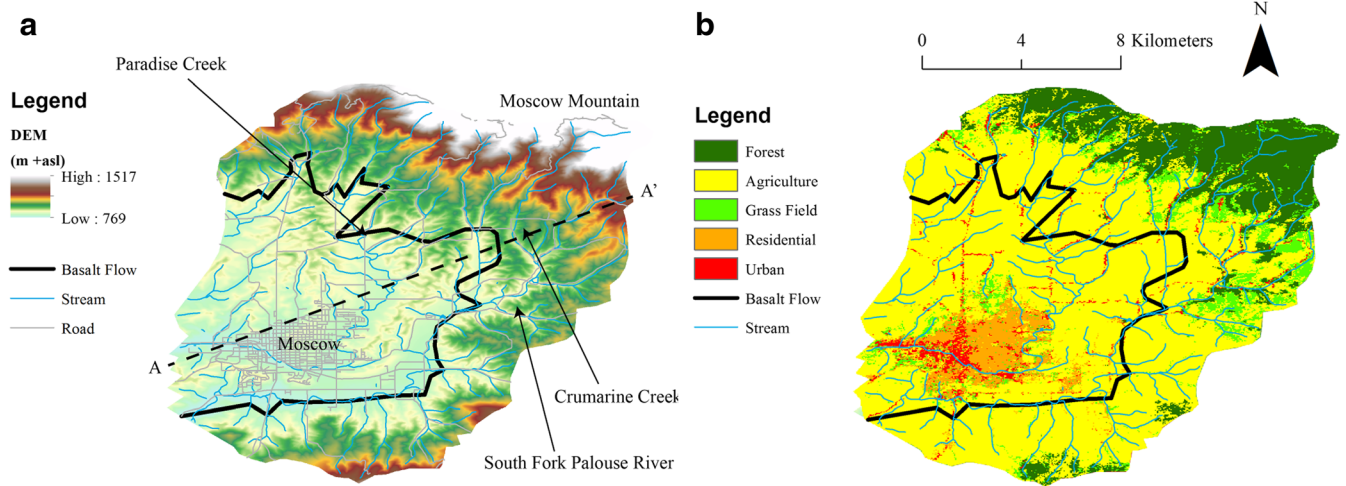 a
Paradise Creek
Legend
DEM
(m +asl)
High : 1517
Low : 769
Basalt Flow
Stream
Road
Moscow Mountain
A'
Moscow
A
Crumarine Creek
South Fork Palouse River
b
0 4 8 Kilometers
N
Legend
Forest
Agriculture
Grass Field
Residential
Urban
Basalt Flow
Stream